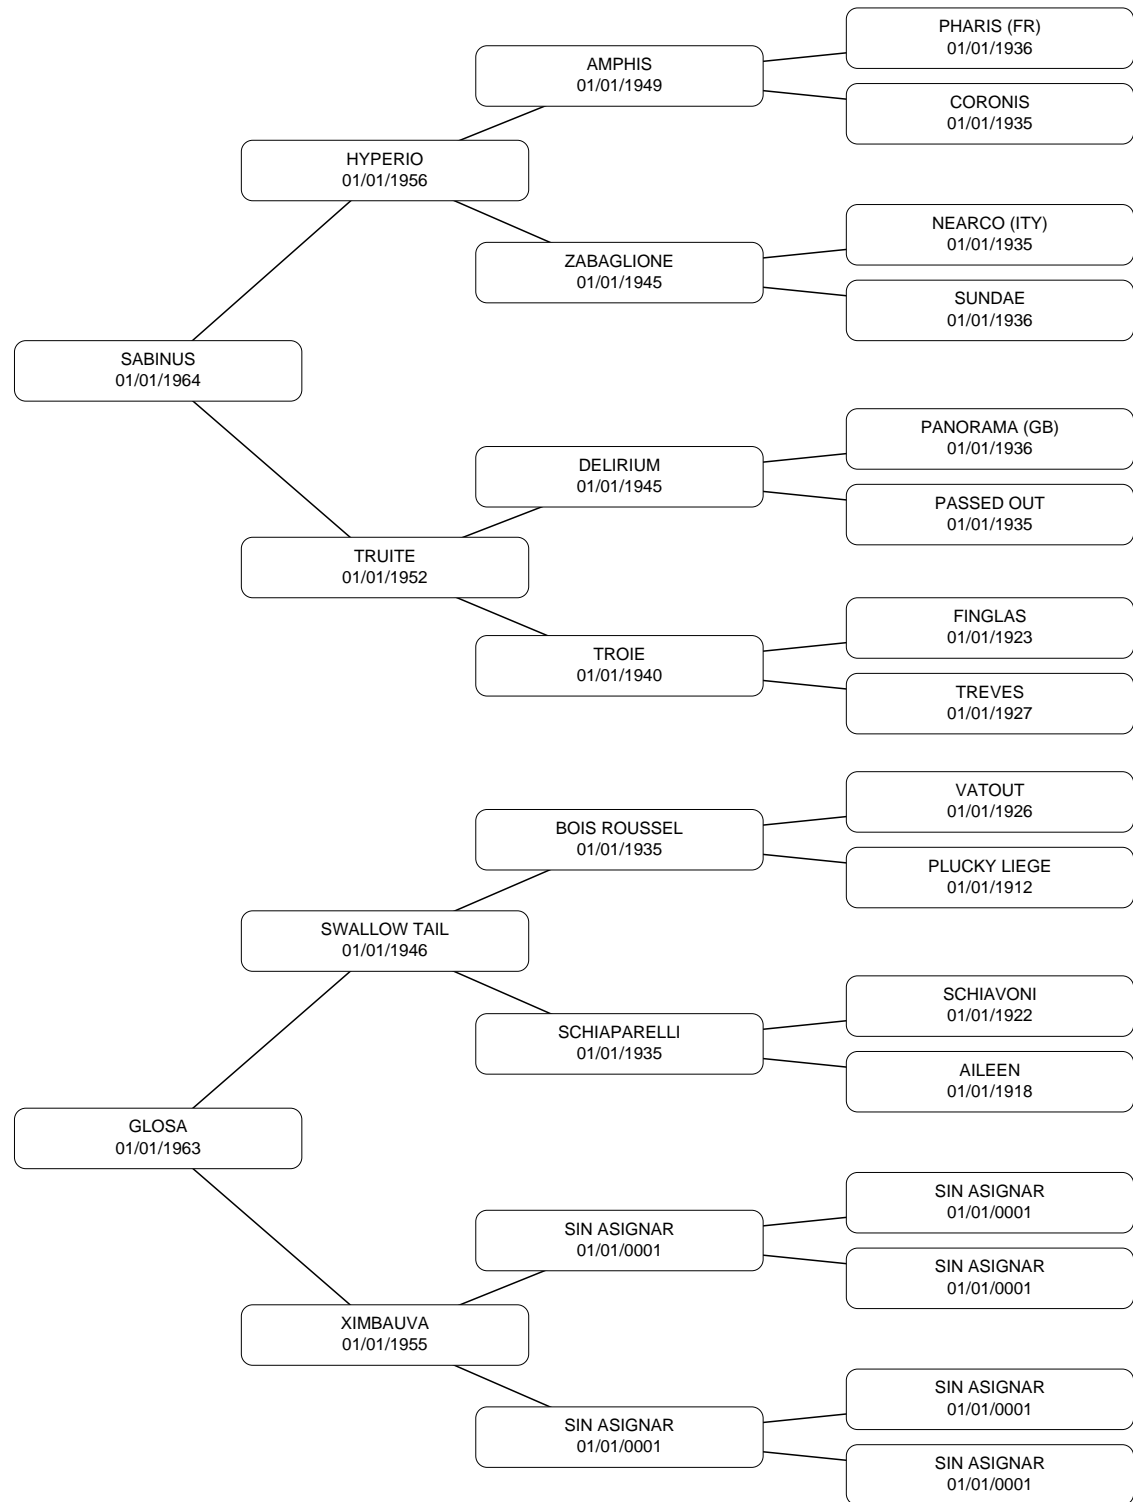 PHARIS (FR)
01/01/1936
AMPHIS
01/01/1949
CORONIS
01/01/1935
HYPERIO
01/01/1956
NEARCO (ITY)
01/01/1935
ZABAGLIONE
01/01/1945
SUNDAE
01/01/1936
SABINUS
01/01/1964
PANORAMA (GB)
01/01/1936
DELIRIUM
01/01/1945
PASSED OUT
01/01/1935
TRUITE
01/01/1952
FINGLAS
01/01/1923
TROIE
01/01/1940
TREVES
01/01/1927
VATOUT
01/01/1926
BOIS ROUSSEL
01/01/1935
PLUCKY LIEGE
01/01/1912
SWALLOW TAIL
01/01/1946
SCHIAVONI
01/01/1922
SCHIAPARELLI
01/01/1935
AILEEN
01/01/1918
GLOSA
01/01/1963
SIN ASIGNAR
01/01/0001
SIN ASIGNAR
01/01/0001
SIN ASIGNAR
01/01/0001
XIMBAUVA
01/01/1955
SIN ASIGNAR
01/01/0001
SIN ASIGNAR
01/01/0001
SIN ASIGNAR
01/01/0001